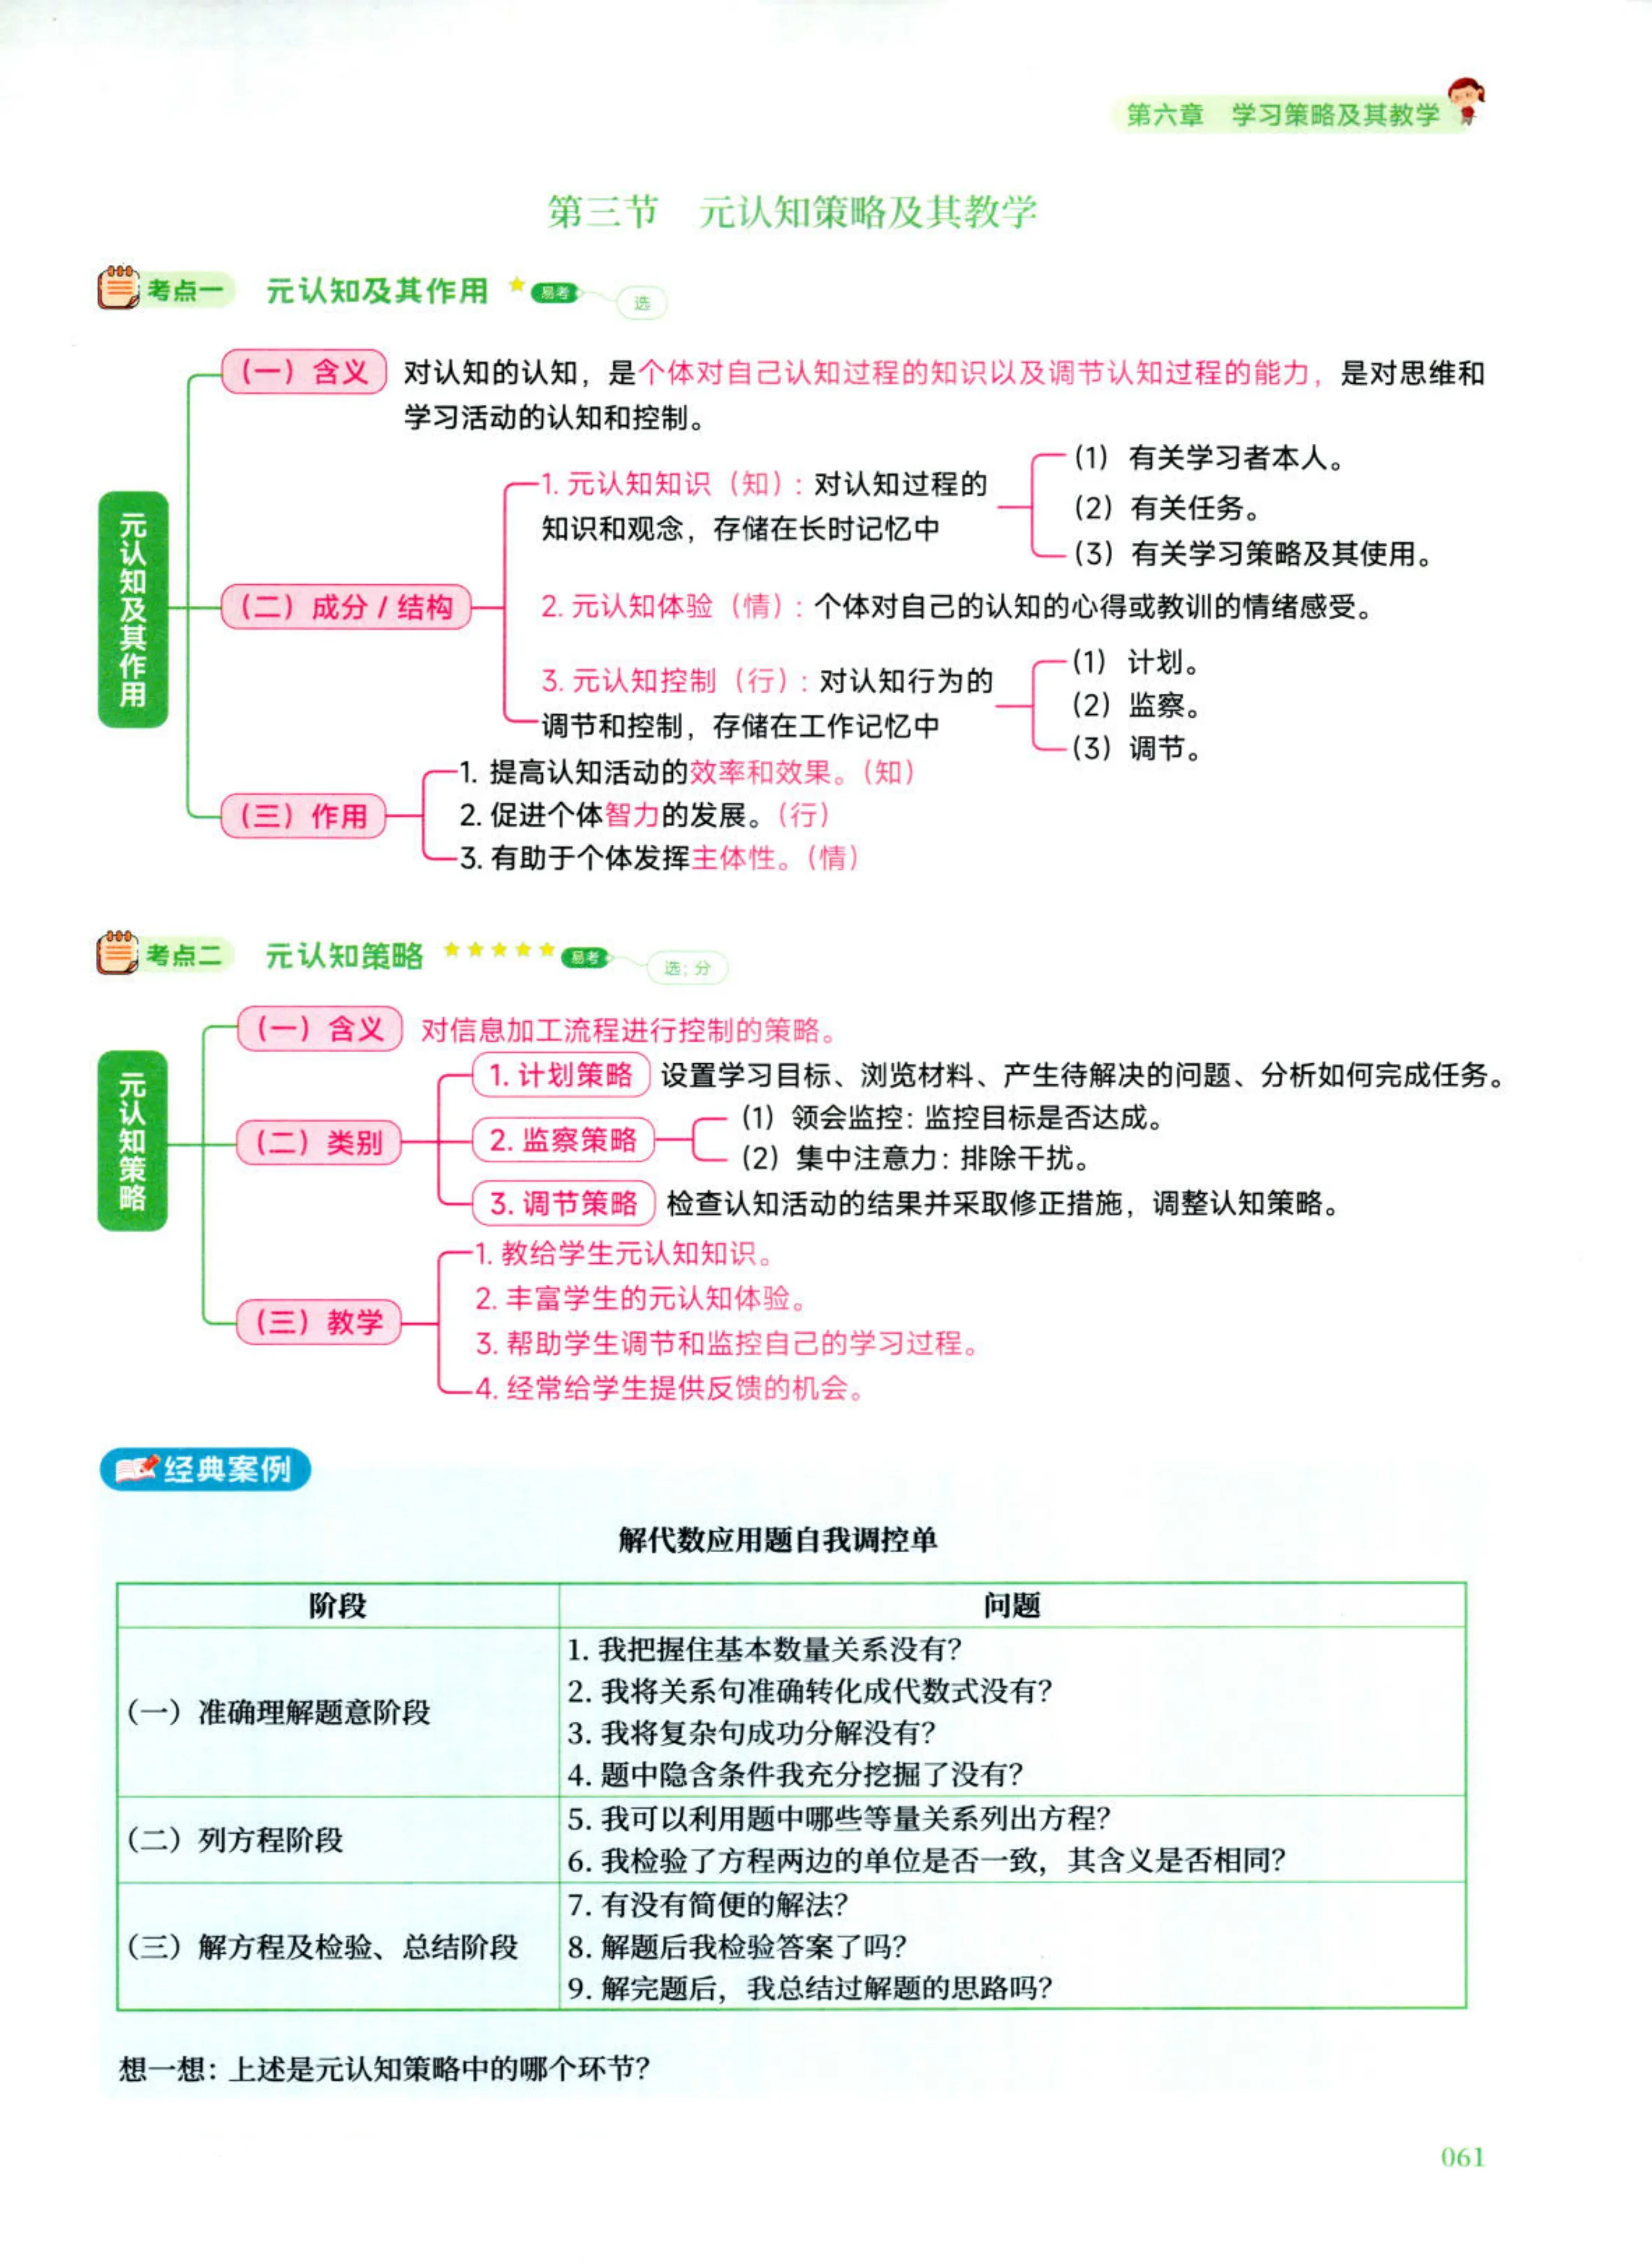 第六章 学习策略及其教学
第三节 元认知策略及其教学
考点一 元认知及其作用 易考 选
元认知及其作用
（一）含义 对认知的认知，是个体对自己认知过程的知识以及调节认知过程的能力，是对思维和
学习活动的认知和控制。
（二）成分 / 结构
1. 元认知知识（知）：对认知过程的
知识和观念，存储在长时记忆中
（1）有关学习者本人。
（2）有关任务。
（3）有关学习策略及其使用。
2. 元认知体验（情）：个体对自己的认知的心得或教训的情绪感受。
3. 元认知控制（行）：对认知行为的
调节和控制，存储在工作记忆中
（1）计划。
（2）监察。
（3）调节。
（三）作用
1. 提高认知活动的效率和效果。（知）
2. 促进个体智力的发展。（行）
3. 有助于个体发挥主体性。（情）
考点二 元认知策略 易考 选；分
元认知策略
（一）含义 对信息加工流程进行控制的策略。
（二）类别
1. 计划策略 设置学习目标、浏览材料、产生待解决的问题、分析如何完成任务。
2. 监察策略
（1）领会监控：监控目标是否达成。
（2）集中注意力：排除干扰。
3. 调节策略 检查认知活动的结果并采取修正措施，调整认知策略。
（三）教学
1. 教给学生元认知知识。
2. 丰富学生的元认知体验。
3. 帮助学生调节和监控自己的学习过程。
4. 经常给学生提供反馈的机会。
经典案例
解代数应用题自我调控单
阶段 问题
（一）准确理解题意阶段
1. 我把握住基本数量关系没有？
2. 我将关系句准确转化成代数式没有？
3. 我将复杂句成功分解没有？
4. 题中隐含条件我充分挖掘了没有？
（二）列方程阶段
5. 我可以利用题中哪些等量关系列出方程？
6. 我检验了方程两边的单位是否一致，其含义是否相同？
（三）解方程及检验、总结阶段
7. 有没有简便的解法？
8. 解题后我检验答案了吗？
9. 解完题后，我总结过解题的思路吗？
想一想：上述是元认知策略中的哪个环节？
061